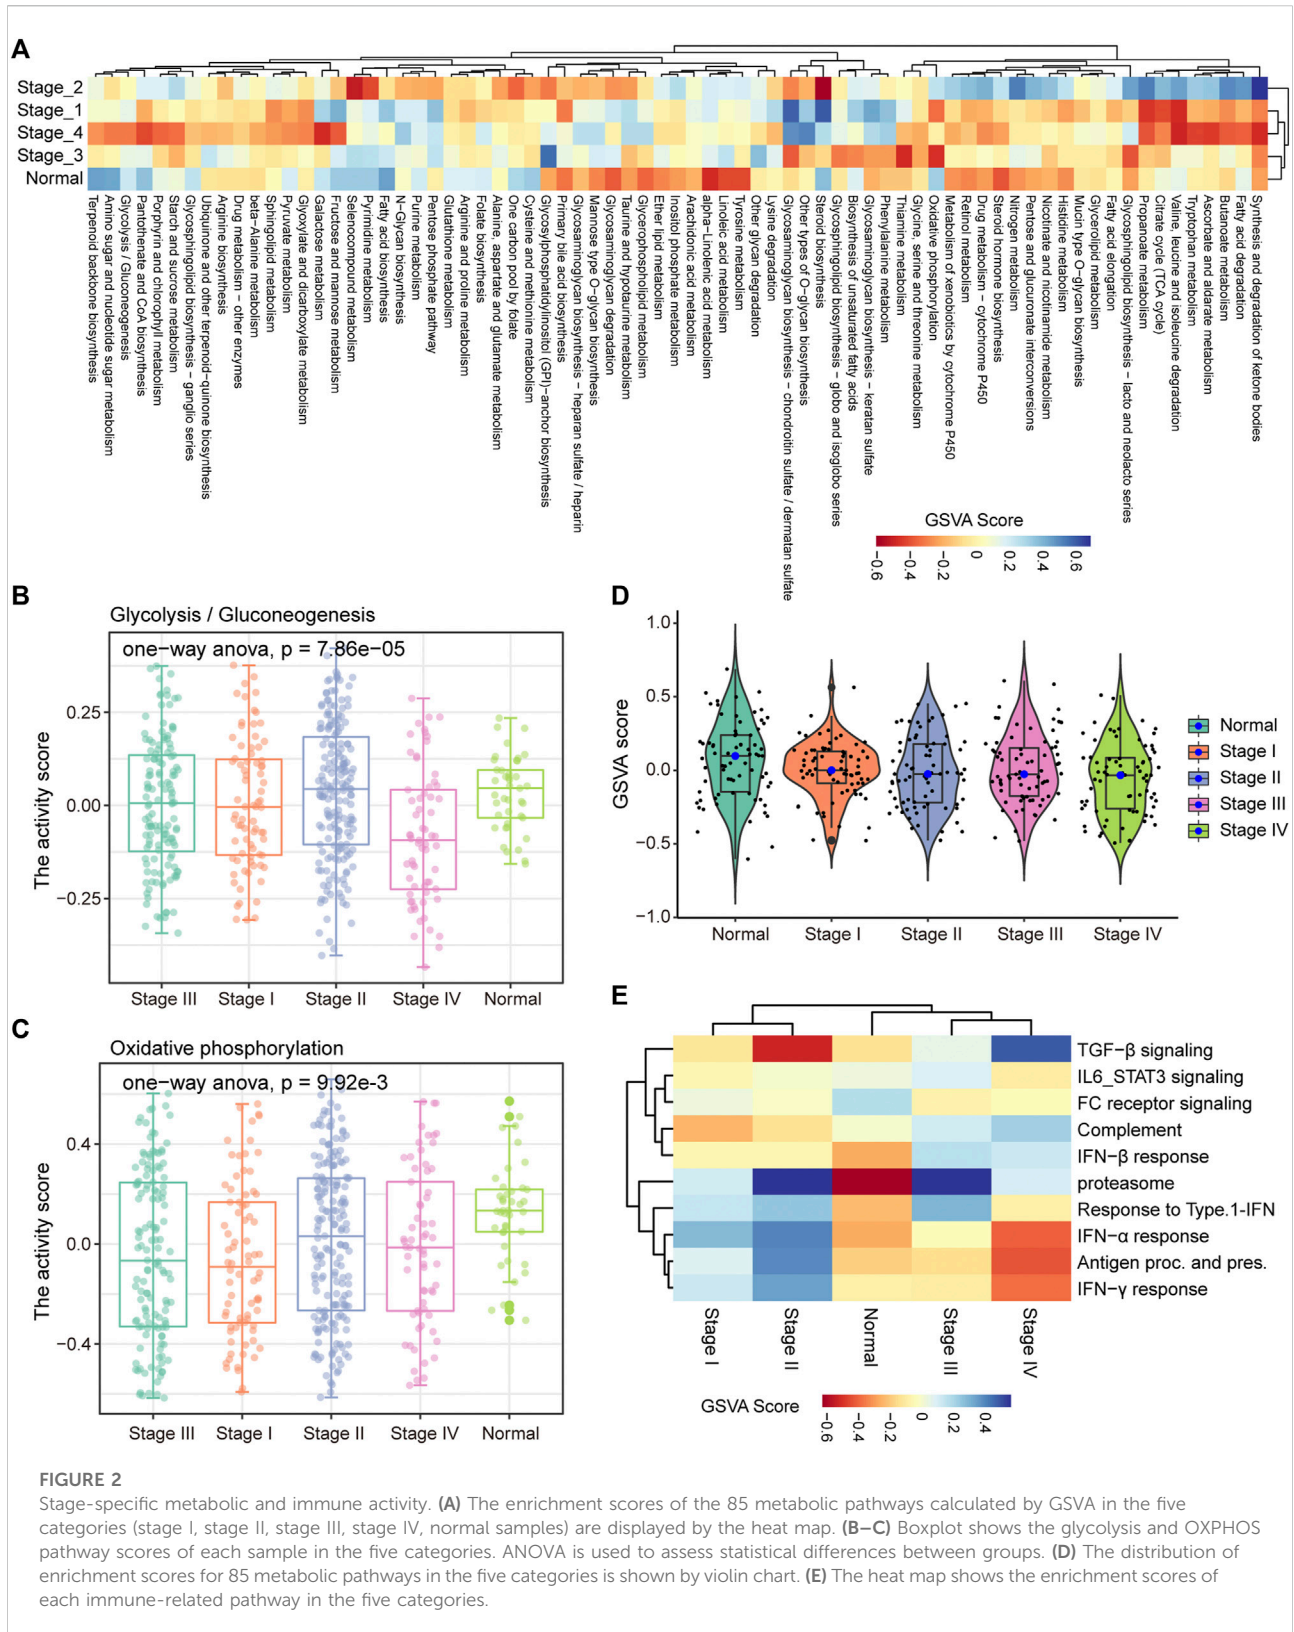 A
Stage_2
Stage_1
Stage_4
Stage_3
Normal
Terpenoid backbone biosynthesis
Amino sugar and nucleotide sugar metabolism
Glycolysis / Gluconeogenesis
Pantothenate and CoA biosynthesis
Porphyrin and chlorophyll metabolism
Starch and sucrose metabolism
Glycosphingolipid biosynthesis − ganglio series
Ubiquinone and other terpenoid−quinone biosynthesis
Arginine biosynthesis
Drug metabolism − other enzymes
beta−Alanine metabolism
Sphingolipid metabolism
Pyruvate metabolism
Glyoxylate and dicarboxylate metabolism
Galactose metabolism
Fructose and mannose metabolism
Selenocompound metabolism
Pyrimidine metabolism
Fatty acid biosynthesis
N−Glycan biosynthesis
Purine metabolism
Pentose phosphate pathway
Glutathione metabolism
Arginine and proline metabolism
Folate biosynthesis
Alanine, aspartate and glutamate metabolism
One carbon pool by folate
Cysteine and methionine metabolism
Glycosylphosphatidylinositol (GPI)−anchor biosynthesis
Primary bile acid biosynthesis
Glycosaminoglycan biosynthesis − heparan sulfate / heparin
Mannose type O−glycan biosynthesis
Glycosaminoglycan degradation
Taurine and hypotaurine metabolism
Glycerophospholipid metabolism
Ether lipid metabolism
Inositol phosphate metabolism
Arachidonic acid metabolism
alpha−Linolenic acid metabolism
Linoleic acid metabolism
Tyrosine metabolism
Other glycan degradation
Lysine degradation
Glycosaminoglycan biosynthesis − chondroitin sulfate / dermatan sulfate
Other types of O−glycan biosynthesis
Steroid biosynthesis
Glycosphingolipid biosynthesis − globo and isoglobo series
Biosynthesis of unsaturated fatty acids
Glycosaminoglycan biosynthesis − keratan sulfate
Phenylalanine metabolism
Thiamine metabolism
Glycine, serine and threonine metabolism
Oxidative phosphorylation
Metabolism of xenobiotics by cytochrome P450
Retinol metabolism
Drug metabolism − cytochrome P450
Steroid hormone biosynthesis
Nitrogen metabolism
Pentose and glucuronate interconversions
Nicotinate and nicotinamide metabolism
Histidine metabolism
Mucin type O−glycan biosynthesis
Glycerolipid metabolism
Fatty acid elongation
Glycosphingolipid biosynthesis − lacto and neolacto series
Propanoate metabolism
Citrate cycle (TCA cycle)
Valine, leucine and isoleucine degradation
Tryptophan metabolism
Ascorbate and aldarate metabolism
Butanoate metabolism
Fatty acid degradation
Synthesis and degradation of ketone bodies
GSVA Score
−0.6
−0.4
−0.2
0
0.2
0.4
0.6
B
Glycolysis / Gluconeogenesis
one−way anova, p = 7.86e−05
The activity score
0.25
0.00
−0.25
Stage III Stage I Stage II Stage IV Normal
C
Oxidative phosphorylation
one−way anova, p = 9.92e-3
The activity score
0.4
0.0
−0.4
Stage III Stage I Stage II Stage IV Normal
D
GSVA score
1.0
0.5
0.0
−0.5
−1.0
Normal Stage I Stage II Stage III Stage IV
Normal
Stage I
Stage II
Stage III
Stage IV
E
TGF−β signaling
IL6_STAT3 signaling
FC receptor signaling
Complement
IFN−β response
proteasome
Response to Type.1-IFN
IFN−α response
Antigen proc. and pres.
IFN−γ response
Stage I
Stage II
Normal
Stage III
Stage IV
GSVA Score
−0.6
−0.4
−0.2
0
0.2
0.4
FIGURE 2
Stage-specific metabolic and immune activity. (A) The enrichment scores of the 85 metabolic pathways calculated by GSVA in the five
categories (stage I, stage II, stage III, stage IV, normal samples) are displayed by the heat map. (B–C) Boxplot shows the glycolysis and OXPHOS
pathway scores of each sample in the five categories. ANOVA is used to assess statistical differences between groups. (D) The distribution of
enrichment scores for 85 metabolic pathways in the five categories is shown by violin chart. (E) The heat map shows the enrichment scores of
each immune-related pathway in the five categories.